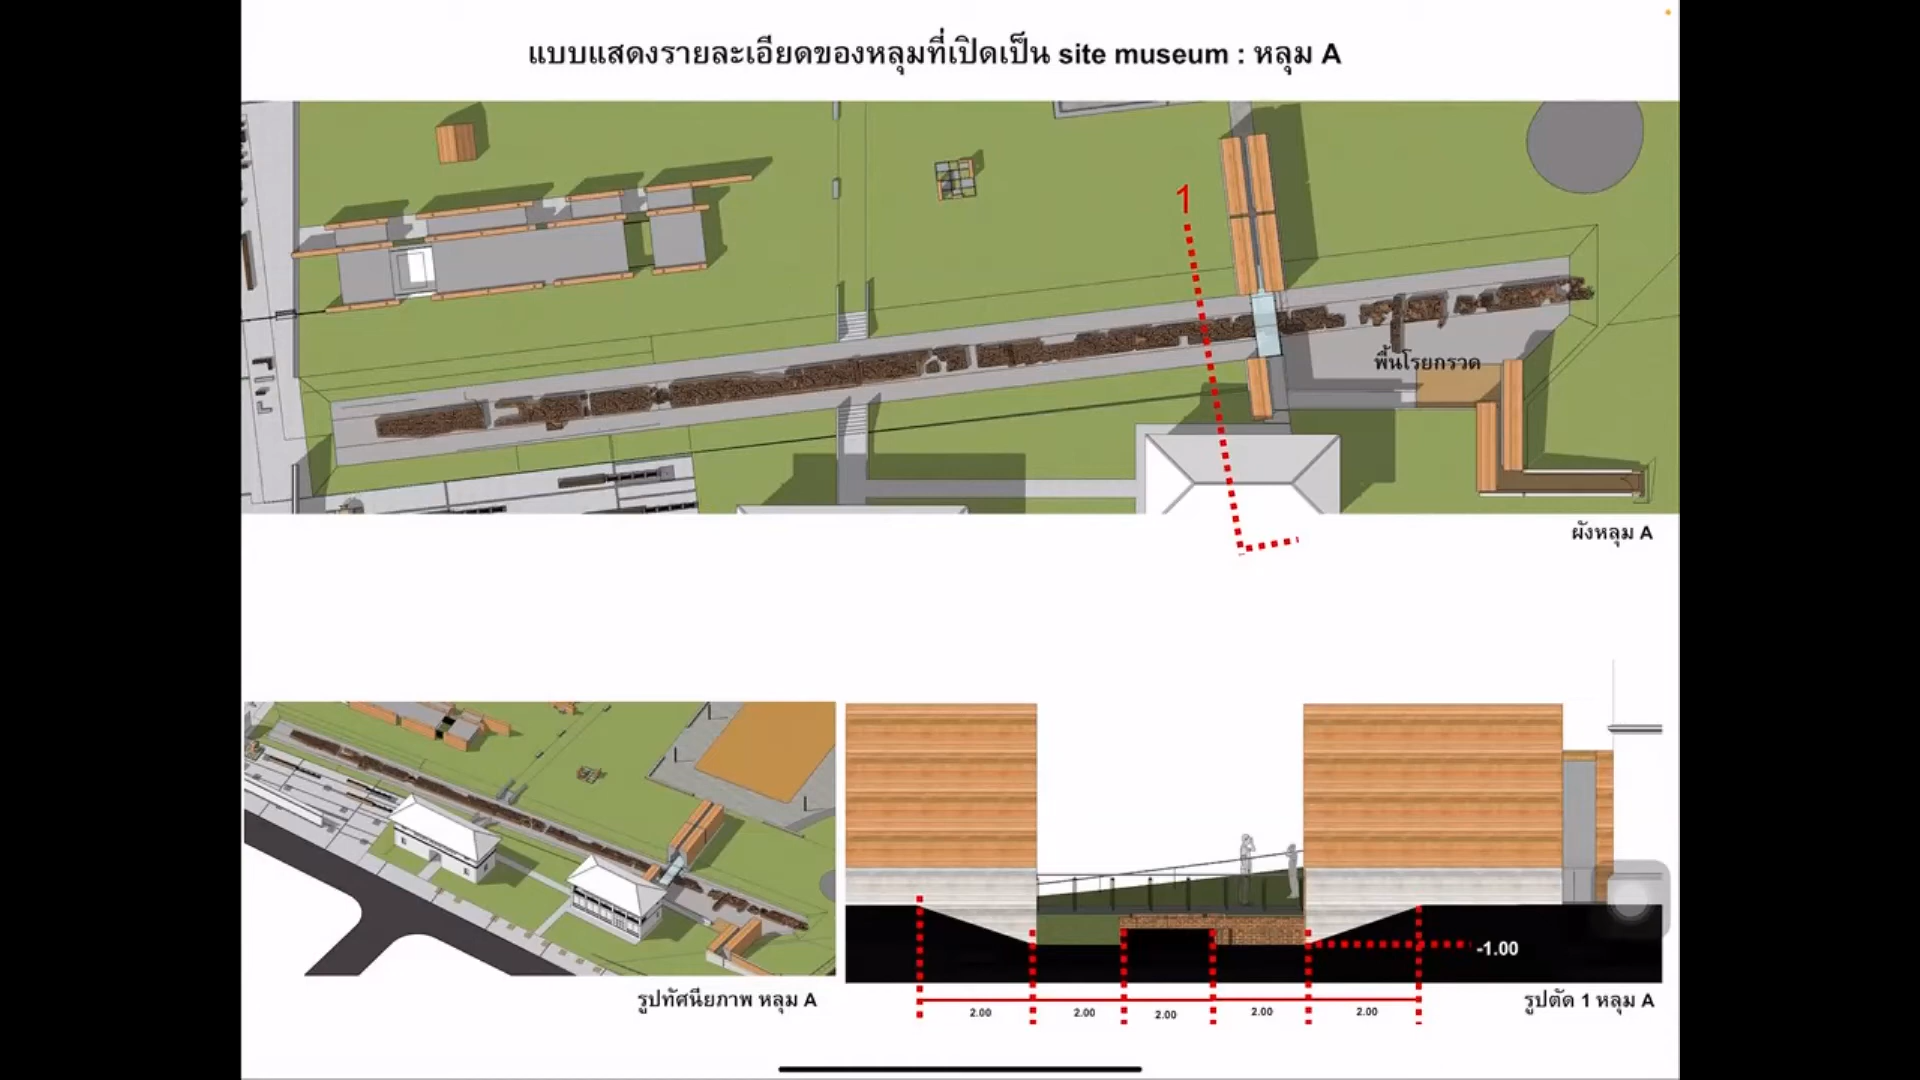 แบบแสดงรายละเอียดของหลุมที่เปิดเป็น site museum : หลุม A
1
พื้นโรยกรวด
ผังหลุม A
-1.00
รูปทัศนียภาพ หลุม A
รูปตัด 1 หลุม A
2.00 2.00 2.00 2.00 2.00